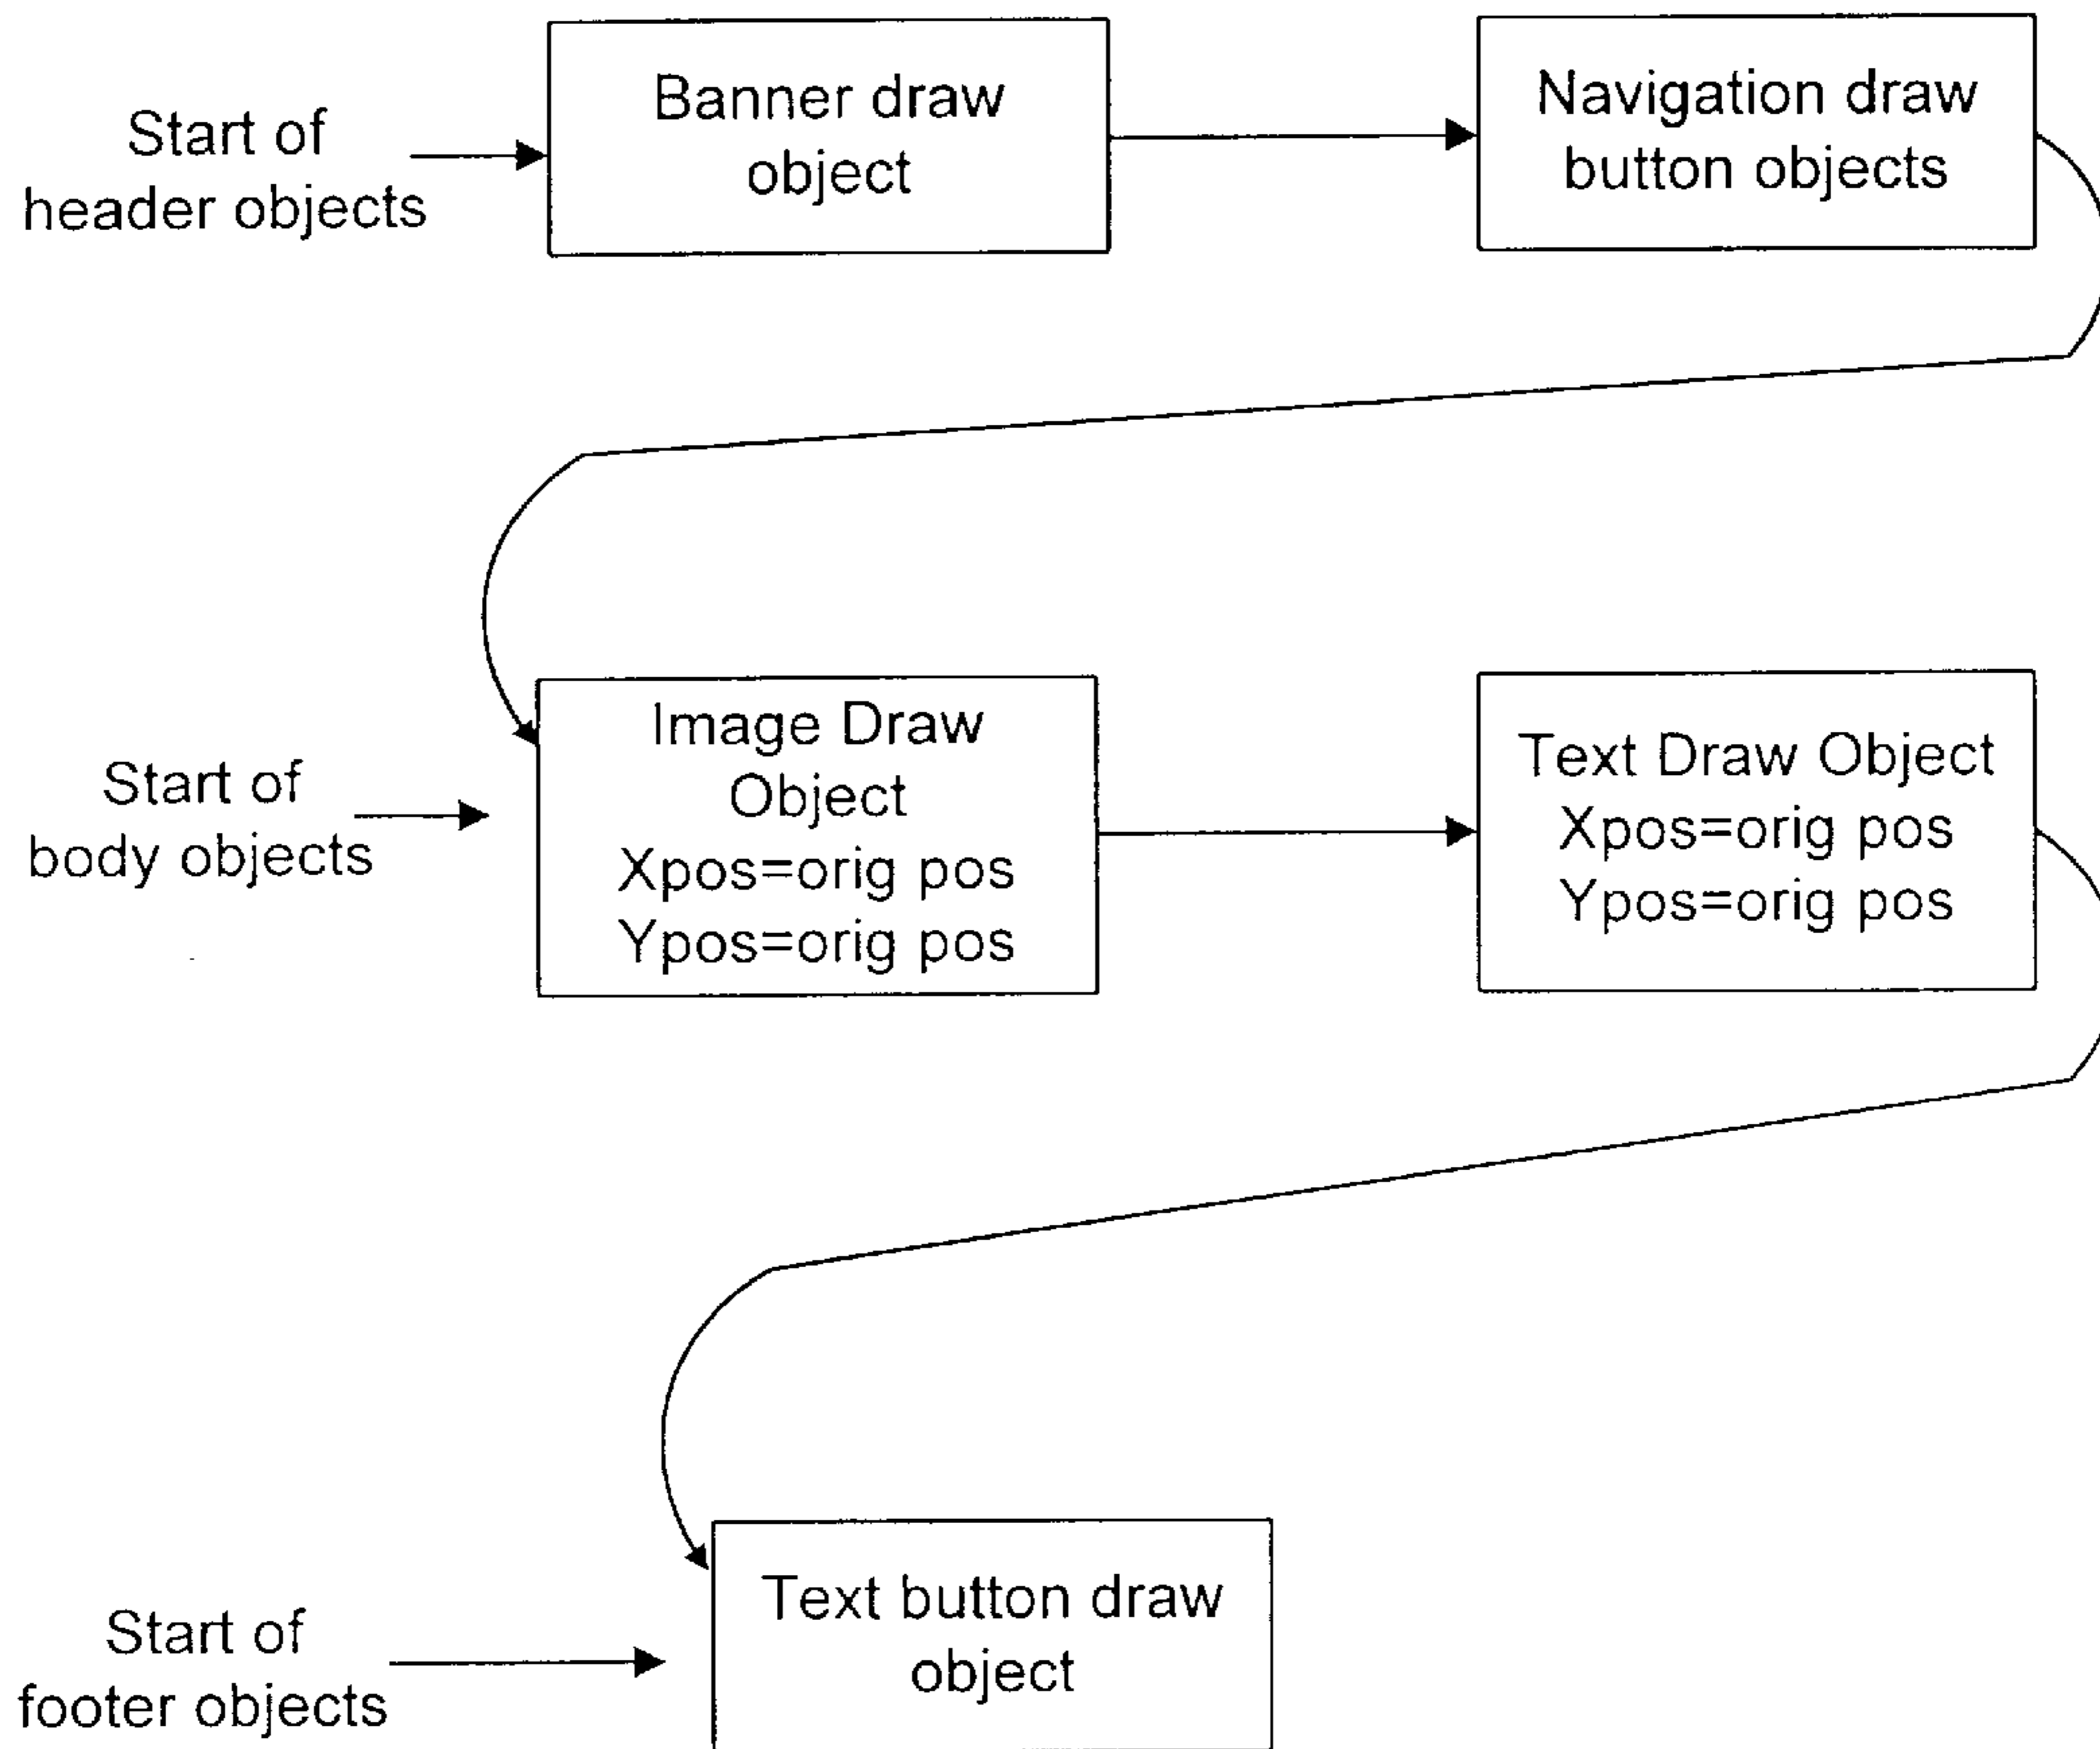 Start of
header objects
Banner draw
object
Navigation draw
button objects
Start of
body objects
Image Draw
Object
Xpos=orig pos
Ypos=orig pos
Text Draw Object
Xpos=orig pos
Ypos=orig pos
Start of
footer objects
Text button draw
object